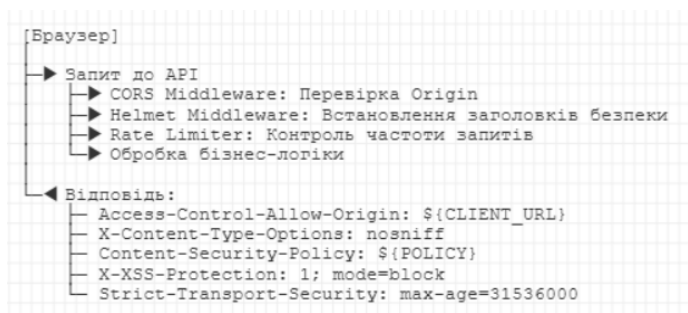 [Браузер]
Запит до API
CORS Middleware: Перевірка Origin
Helmet Middleware: Встановлення заголовків безпеки
Rate Limiter: Контроль частоти запитів
Обробка бізнес-логіки
Відповідь:
Access-Control-Allow-Origin: ${CLIENT_URL}
X-Content-Type-Options: nosniff
Content-Security-Policy: ${POLICY}
X-XSS-Protection: 1; mode=block
Strict-Transport-Security: max-age=31536000